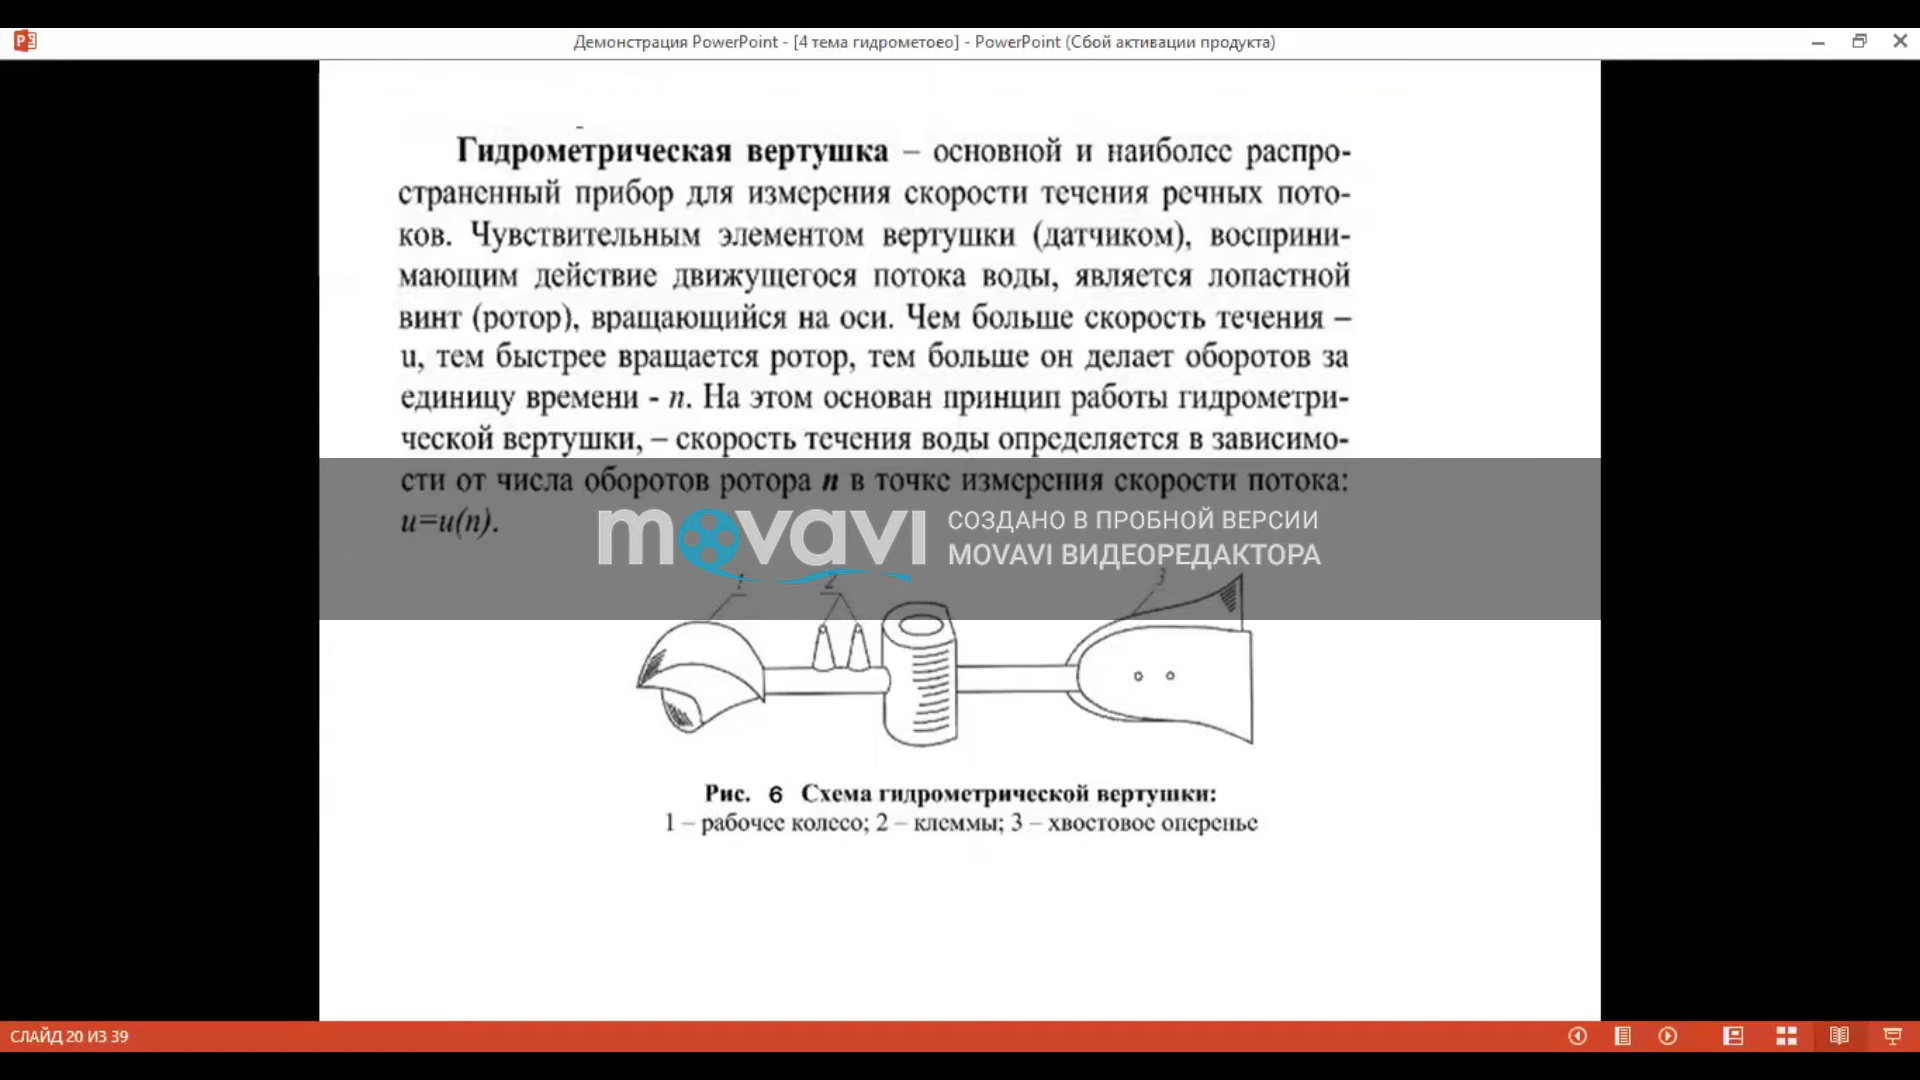 Демонстрация PowerPoint - [4 тема гидрометоео] - PowerPoint (Сбой активации продукта)
Гидрометрическая вертушка – основной и наиболее распро-
страненный прибор для измерения скорости течения речных пото-
ков. Чувствительным элементом вертушки (датчиком), восприни-
мающим действие движущегося потока воды, является лопастной
винт (ротор), вращающийся на оси. Чем больше скорость течения –
u, тем быстрее вращается ротор, тем больше он делает оборотов за
единицу времени - n. На этом основан принцип работы гидрометри-
ческой вертушки, – скорость течения воды определяется в зависимо-
сти от числа оборотов ротора n в точке измерения скорости потока:
u=u(n).
movavi
СОЗДАНО В ПРОБНОЙ ВЕРСИИ
MOVAVI ВИДЕОРЕДАКТОРА
1 2 3
Рис. 6 Схема гидрометрической вертушки:
1 – рабочее колесо; 2 – клеммы; 3 – хвостовое оперенье
СЛАЙД 20 ИЗ 39